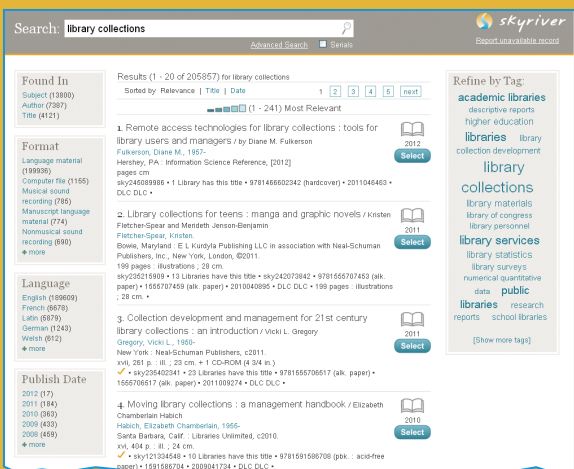 Search: library collections
skyriver
Advanced Search Serials
Report unavailable record
Found In
Subject (13800)
Author (7387)
Title (4121)
Format
Language material
(199936)
Computer file (1155)
Musical sound
recording (785)
Manuscript language
material (774)
Nonmusical sound
recording (690)
+ more
Language
English (189609)
French (6678)
Latin (5879)
German (1243)
Welsh (612)
+ more
Publish Date
2012 (17)
2011 (184)
2010 (363)
2009 (433)
2008 (459)
+ more
Results (1 - 20 of 205857) for library collections
Sorted by Relevance | Title | Date 1 2 3 4 5 next
(1 - 241) Most Relevant
1. Remote access technologies for library collections : tools for
library users and managers / by Diane M. Fulkerson
Fulkerson, Diane M., 1957-
Hershey, PA : Information Science Reference, [2012]
pages cm
sky245089986 • 1 Library has this title • 9781466602342 (hardcover) • 2011046463 •
DLC DLC •
2012
Select
2. Library collections for teens : manga and graphic novels / Kristen
Fletcher-Spear and Merideth Jenson-Benjamin
Fletcher-Spear, Kristen.
Bowie, Maryland : E L Kurdyla Publishing LLC in association with Neal-Schuman
Publishers, Inc., New York, London, ©2011.
199 pages : illustrations ; 28 cm.
sky235215909 • 13 Libraries have this title • sky242073842 • 9781555707453 (alk.
paper) • 1555707459 (alk. paper) • 2010040895 • DLC DLC • 199 pages : illustrations
; 28 cm. •
2011
Select
3. Collection development and management for 21st century
library collections : an introduction / Vicki L. Gregory
Gregory, Vicki L., 1950-
New York : Neal-Schuman Publishers, c2011.
xvii, 261 p. : ill. ; 23 cm. + 1 CD-ROM (4 3/4 in.)
sky235402341 • 23 Libraries have this title • 9781555706517 (alk. paper) •
1555706517 (alk. paper) • 2011009274 • DLC DLC •
2011
Select
4. Moving library collections : a management handbook / Elizabeth
Chamberlain Habich
Habich, Elizabeth Chamberlain, 1955-
Santa Barbara, Calif. : Libraries Unlimited, c2010.
xvi, 404 p. : ill. ; 24 cm.
sky121334548 • 10 Libraries have this title • 9781591586708 (pbk. : acid-free
paper) • 1591586704 • 2009041734 • DLC DLC •
2010
Select
Refine by Tag:
academic libraries
descriptive reports
higher education
libraries library
collection development
library
collections
library materials
library of congress
library personnel
library services
library statistics
library surveys
numerical quantitative
data public
libraries research
reports school libraries
[Show more tags]